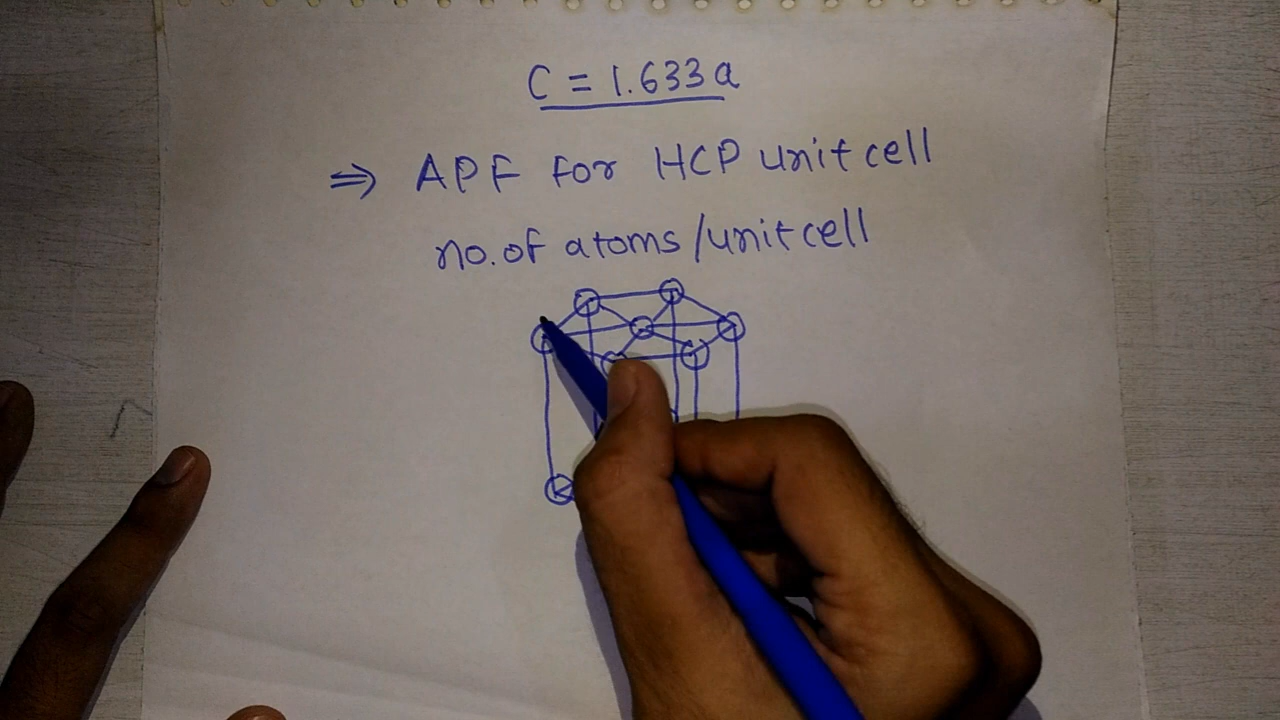 C = 1.633a
⇒ APF for HCP unit cell
no. of atoms/unit cell